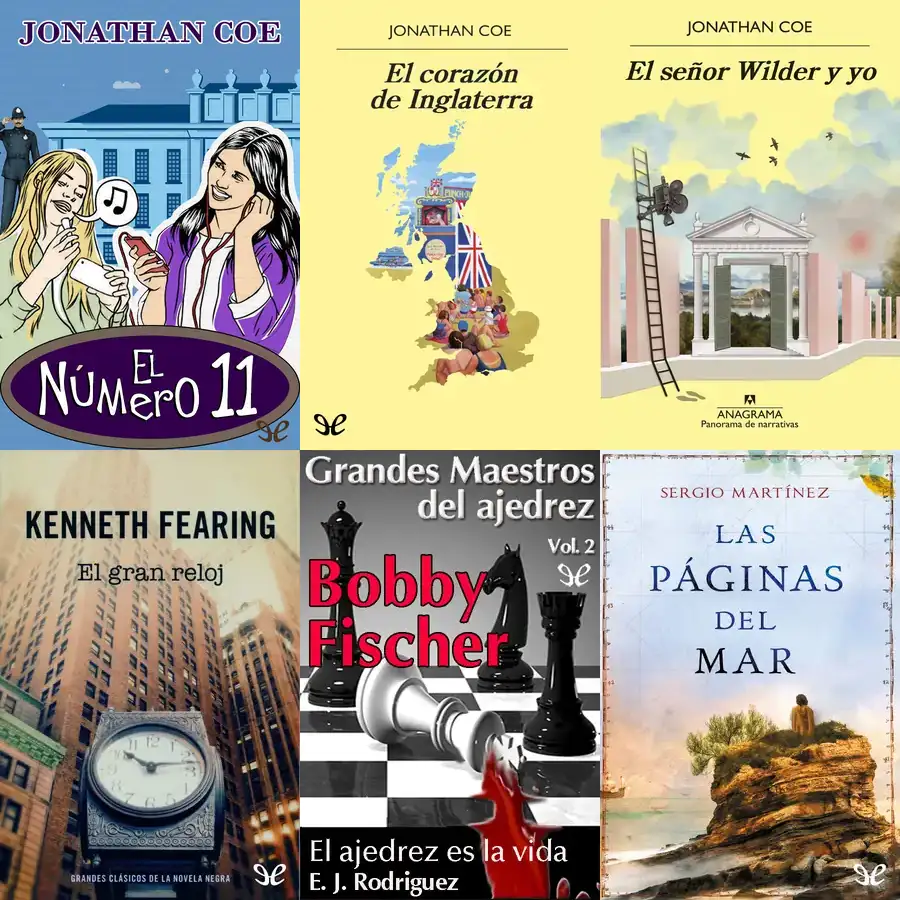 JONATHAN COE
EL
NÚMERO 11
JONATHAN COE
El corazón
de Inglaterra
JONATHAN COE
El señor Wilder y yo
ANAGRAMA
Panorama de narrativas
KENNETH FEARING
El gran reloj
GRANDES CLÁSICOS DE LA NOVELA NEGRA
Grandes Maestros
del ajedrez
Vol. 2
Bobby
Fischer
El ajedrez es la vida
E. J. Rodriguez
SERGIO MARTÍNEZ
LAS
PÁGINAS
DEL
MAR